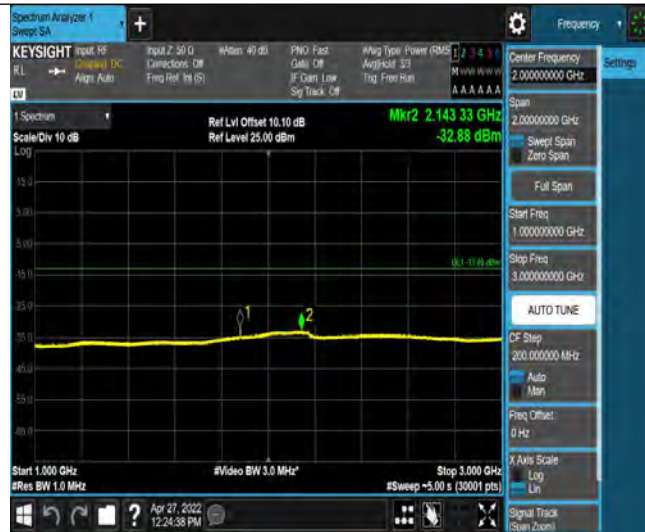 Spectrum Analyzer 1
Swept SA
+
Frequency
KEYSIGHT
Input: RF
Coupling: DC
Align: Auto
Input Z: 50 Ω
Corrections: Off
Freq Ref: Int (S)
#Atten: 40 dB
PNO: Fast
Gate: Off
IF Gain: Low
Sig Track: Off
#Avg Type: Power (RMS
Avg|Hold: 3/3
Trig: Free Run
1 2 3 4 5 6
M W W W W W
A A A A A A
RL
LV
1 Spectrum
Scale/Div 10 dB
Log
Ref Lvl Offset 10.10 dB
Ref Level 25.00 dBm
Mkr2 2.143 33 GHz
-32.88 dBm
15.0
5.00
-5.00
-15.0
-25.0
-35.0
-45.0
-55.0
1
2
Start 1.000 GHz
#Res BW 1.0 MHz
#Video BW 3.0 MHz*
Stop 3.000 GHz
#Sweep ~5.00 s (30001 pts)
?
Apr 27, 2022
12:24:38 PM
Center Frequency
2.000000000 GHz
Settings
Span
2.00000000 GHz
Swept Span
Zero Span
Full Span
Start Freq
1.000000000 GHz
Stop Freq
3.000000000 GHz
AUTO TUNE
CF Step
200.000000 MHz
Auto
Man
Freq Offset
0 Hz
X Axis Scale
Log
Lin
Signal Track
(Span Zoom)